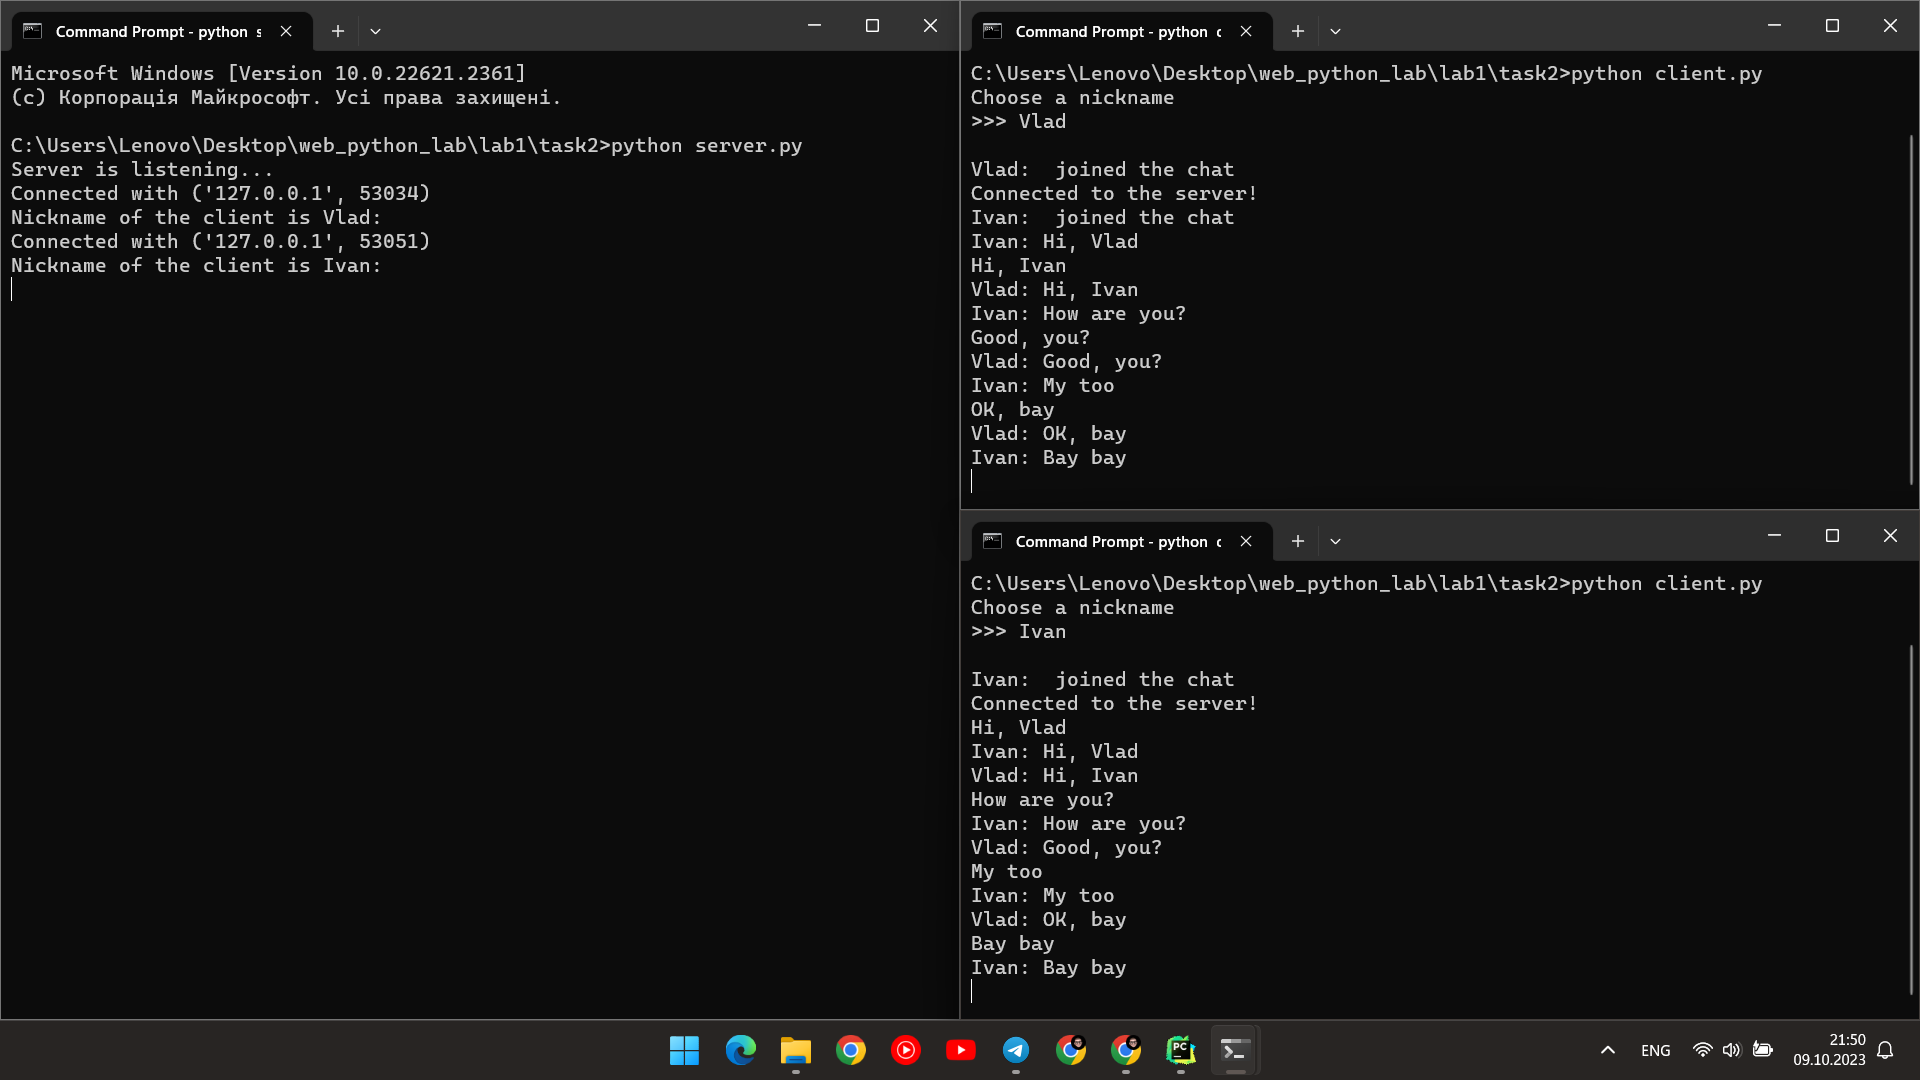 Command Prompt - python s
Microsoft Windows [Version 10.0.22621.2361]
(c) Корпорація Майкрософт. Усі права захищені.
C:\Users\Lenovo\Desktop\web_python_lab\lab1\task2>python server.py
Server is listening...
Connected with ('127.0.0.1', 53034)
Nickname of the client is Vlad:
Connected with ('127.0.0.1', 53051)
Nickname of the client is Ivan:
Command Prompt - python c
C:\Users\Lenovo\Desktop\web_python_lab\lab1\task2>python client.py
Choose a nickname
>>> Vlad
Vlad:  joined the chat
Connected to the server!
Ivan:  joined the chat
Ivan: Hi, Vlad
Hi, Ivan
Vlad: Hi, Ivan
Ivan: How are you?
Good, you?
Vlad: Good, you?
Ivan: My too
OK, bay
Vlad: OK, bay
Ivan: Bay bay
Command Prompt - python c
C:\Users\Lenovo\Desktop\web_python_lab\lab1\task2>python client.py
Choose a nickname
>>> Ivan
Ivan:  joined the chat
Connected to the server!
Hi, Vlad
Ivan: Hi, Vlad
Vlad: Hi, Ivan
How are you?
Ivan: How are you?
Vlad: Good, you?
My too
Ivan: My too
Vlad: OK, bay
Bay bay
Ivan: Bay bay
PC
ENG
21:50
09.10.2023